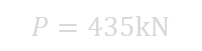 P = 435kN